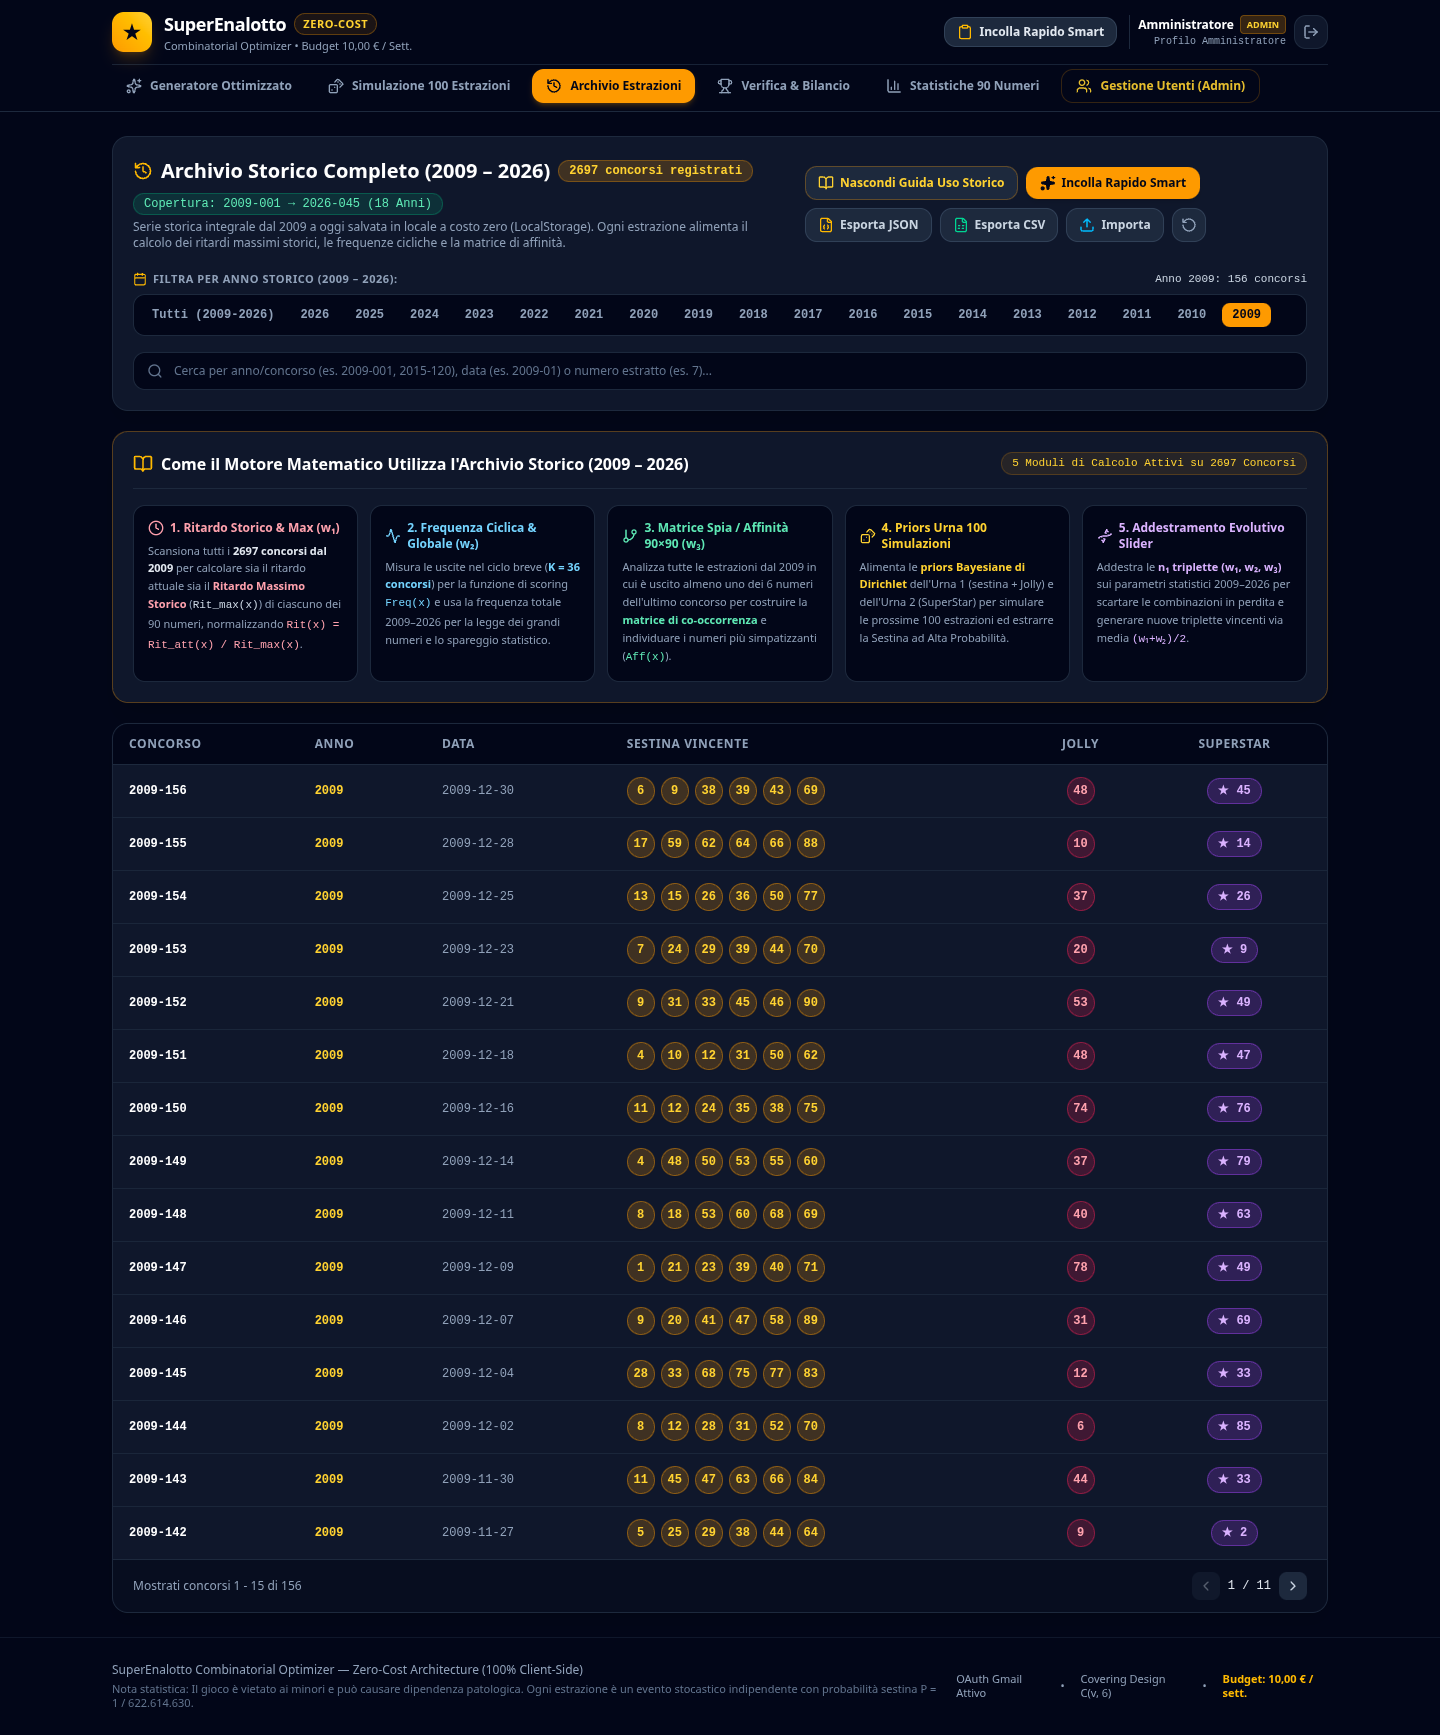 SuperEnalotto ZERO-COST
Combinatorial Optimizer • Budget 10,00 € / Sett.
Incolla Rapido Smart
Amministratore ADMIN
Profilo Amministratore
Generatore Ottimizzato
Simulazione 100 Estrazioni
Archivio Estrazioni
Verifica & Bilancio
Statistiche 90 Numeri
Gestione Utenti (Admin)
Archivio Storico Completo (2009 – 2026) 2697 concorsi registrati
Copertura: 2009-001 → 2026-045 (18 Anni)
Serie storica integrale dal 2009 a oggi salvata in locale a costo zero (LocalStorage). Ogni estrazione alimenta il
calcolo dei ritardi massimi storici, le frequenze cicliche e la matrice di affinità.
Nascondi Guida Uso Storico
Incolla Rapido Smart
Esporta JSON
Esporta CSV
Importa
FILTRA PER ANNO STORICO (2009 – 2026):
Anno 2009: 156 concorsi
Tutti (2009-2026) 2026 2025 2024 2023 2022 2021 2020 2019 2018 2017 2016 2015 2014 2013 2012 2011 2010 2009
Cerca per anno/concorso (es. 2009-001, 2015-120), data (es. 2009-01) o numero estratto (es. 7)...
Come il Motore Matematico Utilizza l'Archivio Storico (2009 – 2026)
5 Moduli di Calcolo Attivi su 2697 Concorsi
1. Ritardo Storico & Max (w₁)
Scansiona tutti i 2697 concorsi dal
2009 per calcolare sia il ritardo
attuale sia il Ritardo Massimo
Storico (Rit_max(x)) di ciascuno dei
90 numeri, normalizzando Rit(x) =
Rit_att(x) / Rit_max(x).
2. Frequenza Ciclica &
Globale (w₂)
Misura le uscite nel ciclo breve (K = 36
concorsi) per la funzione di scoring
Freq(x) e usa la frequenza totale
2009–2026 per la legge dei grandi
numeri e lo spareggio statistico.
3. Matrice Spia / Affinità
90×90 (w₃)
Analizza tutte le estrazioni dal 2009 in
cui è uscito almeno uno dei 6 numeri
dell'ultimo concorso per costruire la
matrice di co-occorrenza e
individuare i numeri più simpatizzanti
(Aff(x)).
4. Priors Urna 100
Simulazioni
Alimenta le priors Bayesiane di
Dirichlet dell'Urna 1 (sestina + Jolly) e
dell'Urna 2 (SuperStar) per simulare
le prossime 100 estrazioni ed estrarre
la Sestina ad Alta Probabilità.
5. Addestramento Evolutivo
Slider
Addestra le n₁ triplette (w₁, w₂, w₃)
sui parametri statistici 2009–2026 per
scartare le combinazioni in perdita e
generare nuove triplette vincenti via
media (w₁+w₂)/2.
CONCORSO ANNO DATA SESTINA VINCENTE JOLLY SUPERSTAR
2009-156 2009 2009-12-30 6 9 38 39 43 69 48 ★ 45
2009-155 2009 2009-12-28 17 59 62 64 66 88 10 ★ 14
2009-154 2009 2009-12-25 13 15 26 36 50 77 37 ★ 26
2009-153 2009 2009-12-23 7 24 29 39 44 70 20 ★ 9
2009-152 2009 2009-12-21 9 31 33 45 46 90 53 ★ 49
2009-151 2009 2009-12-18 4 10 12 31 50 62 48 ★ 47
2009-150 2009 2009-12-16 11 12 24 35 38 75 74 ★ 76
2009-149 2009 2009-12-14 4 48 50 53 55 60 37 ★ 79
2009-148 2009 2009-12-11 8 18 53 60 68 69 40 ★ 63
2009-147 2009 2009-12-09 1 21 23 39 40 71 78 ★ 49
2009-146 2009 2009-12-07 9 20 41 47 58 89 31 ★ 69
2009-145 2009 2009-12-04 28 33 68 75 77 83 12 ★ 33
2009-144 2009 2009-12-02 8 12 28 31 52 70 6 ★ 85
2009-143 2009 2009-11-30 11 45 47 63 66 84 44 ★ 33
2009-142 2009 2009-11-27 5 25 29 38 44 64 9 ★ 2
Mostrati concorsi 1 - 15 di 156
1 / 11
SuperEnalotto Combinatorial Optimizer — Zero-Cost Architecture (100% Client-Side)
Nota statistica: Il gioco è vietato ai minori e può causare dipendenza patologica. Ogni estrazione è un evento stocastico indipendente con probabilità sestina P =
1 / 622.614.630.
OAuth Gmail
Attivo
•
Covering Design
C(v, 6)
•
Budget: 10,00 € /
sett.